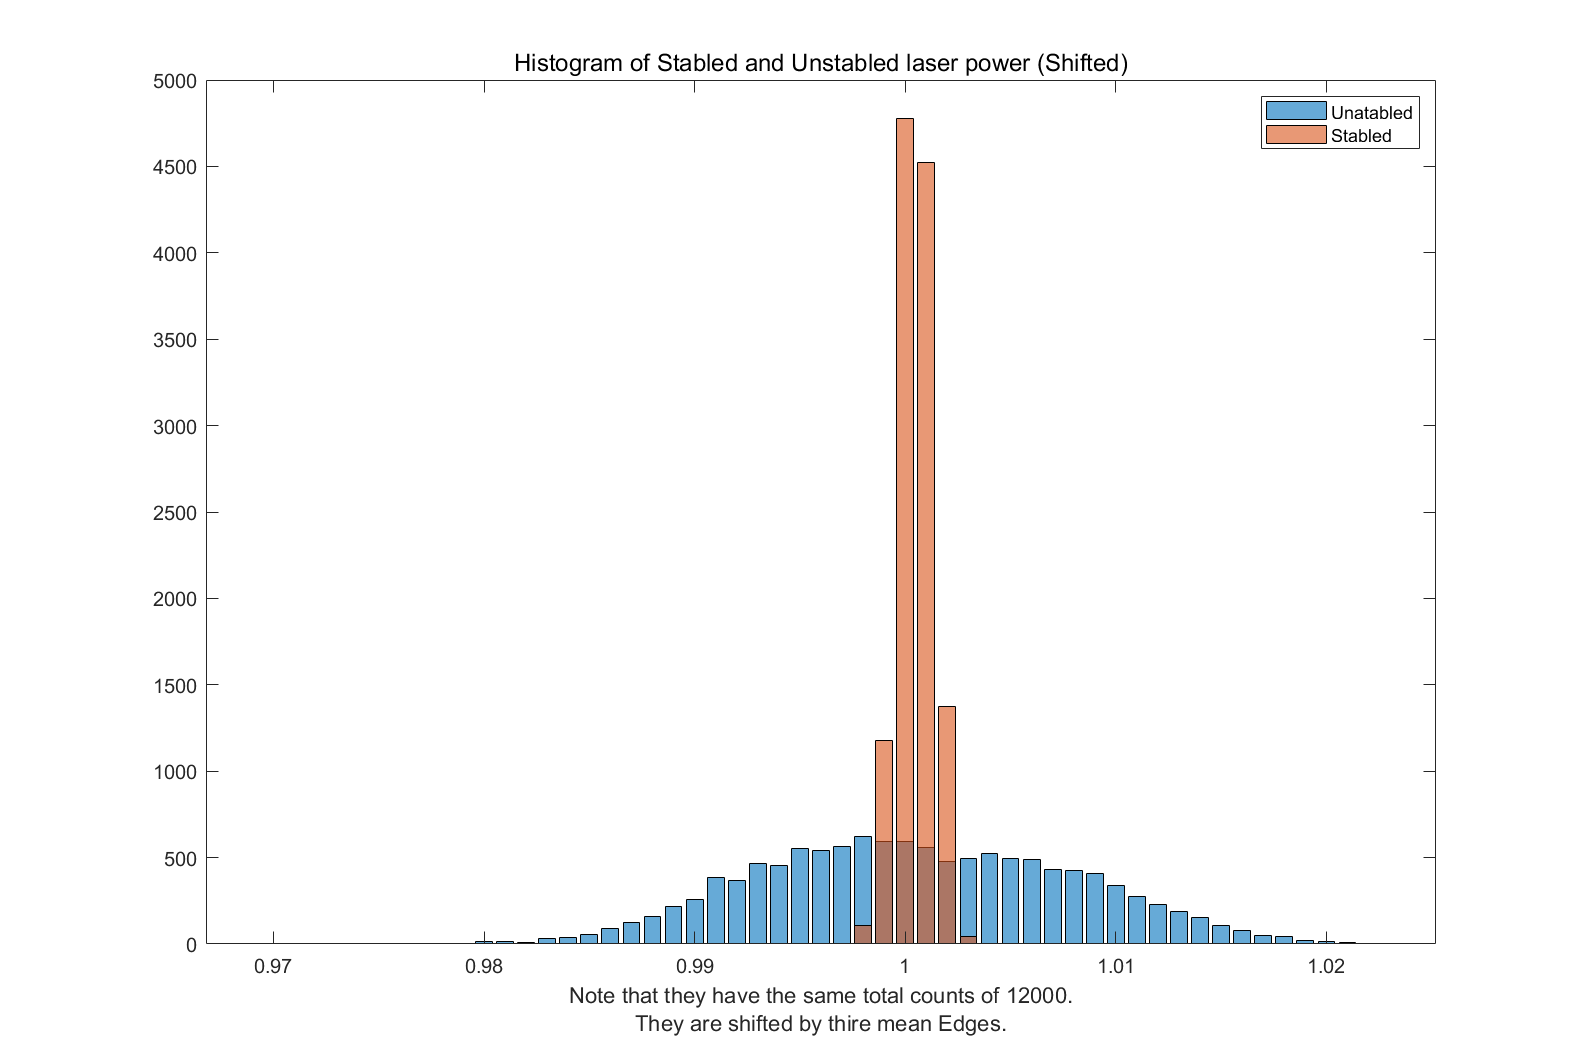 Histogram of Stabled and Unstabled laser power (Shifted)
5000
4500
4000
3500
3000
2500
2000
1500
1000
500
0
Unatabled
Stabled
0.97 0.98 0.99 1 1.01 1.02
Note that they have the same total counts of 12000.
They are shifted by thire mean Edges.